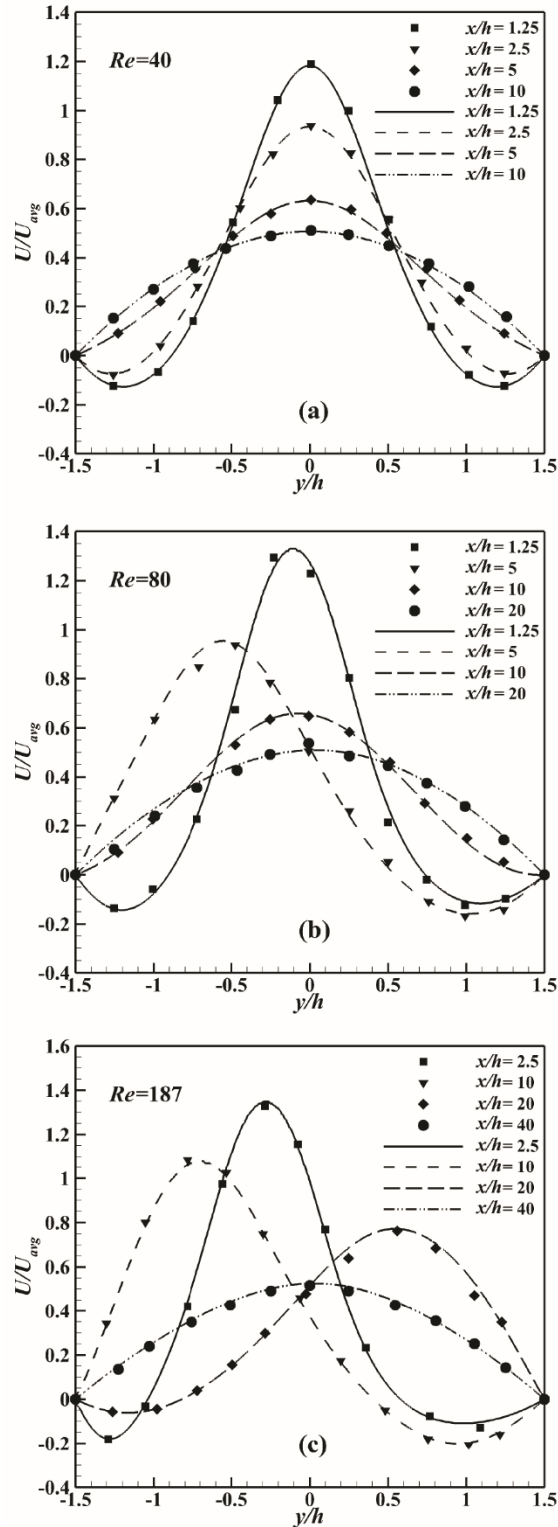 1.4
1.2
1
0.8
0.6
0.4
0.2
0
-0.2
-0.4
U/Uavg
Re=40
x/h= 1.25
x/h= 2.5
x/h= 5
x/h= 10
x/h= 1.25
x/h= 2.5
x/h= 5
x/h= 10
(a)
-1.5 -1 -0.5 0 0.5 1 1.5
y/h
1.4
1.2
1
0.8
0.6
0.4
0.2
0
-0.2
-0.4
U/Uavg
Re=80
x/h= 1.25
x/h= 5
x/h= 10
x/h= 20
x/h= 1.25
x/h= 5
x/h= 10
x/h= 20
(b)
-1.5 -1 -0.5 0 0.5 1 1.5
y/h
1.6
1.4
1.2
1
0.8
0.6
0.4
0.2
0
-0.2
-0.4
U/Uavg
Re=187
x/h= 2.5
x/h= 10
x/h= 20
x/h= 40
x/h= 2.5
x/h= 10
x/h= 20
x/h= 40
(c)
-1.5 -1 -0.5 0 0.5 1 1.5
y/h